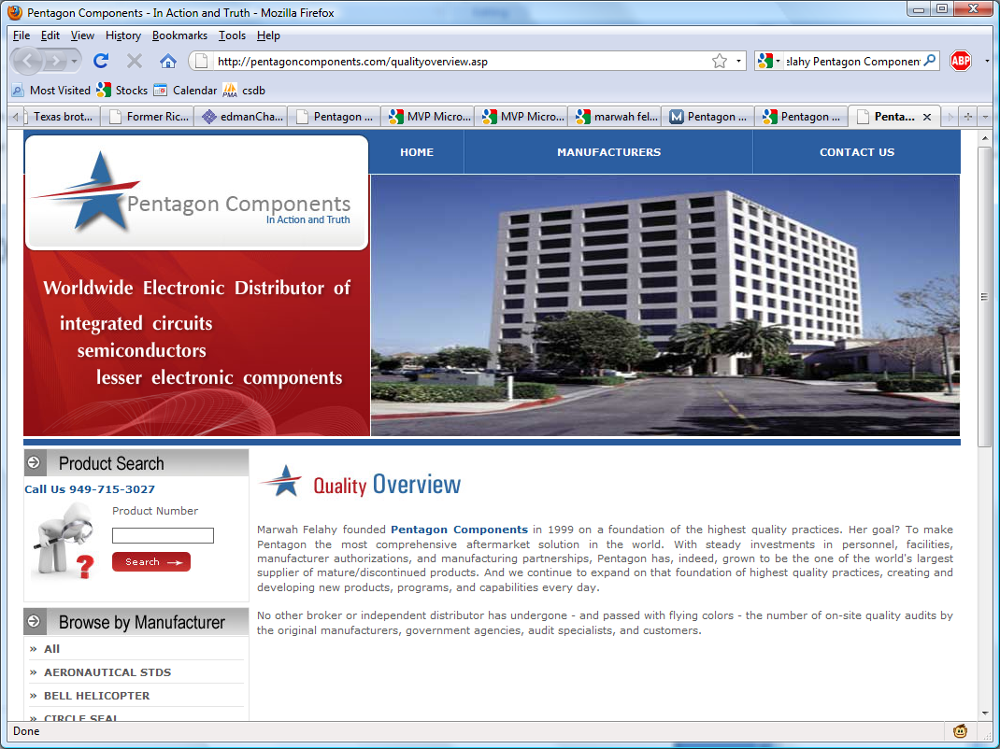 Pentagon Components - In Action and Truth - Mozilla Firefox
File Edit View History Bookmarks Tools Help
http://pentagoncomponents.com/qualityoverview.asp
elahy Pentagon Component
ABP
Most Visited Stocks Calendar PMA csdb
Texas brot... Former Ric... edmanCha... Pentagon ... MVP Micro... MVP Micro... marwah fel... M Pentagon ... Pentagon ... Penta...
HOME MANUFACTURERS CONTACT US
Pentagon Components
In Action and Truth
Worldwide Electronic Distributor of
integrated circuits
semiconductors
lesser electronic components
Product Search
Call Us 949-715-3027
Product Number
Search
?
Browse by Manufacturer
» All
» AERONAUTICAL STDS
» BELL HELICOPTER
» CIRCLE SEAL
Quality Overview
Marwah Felahy founded Pentagon Components in 1999 on a foundation of the highest quality practices. Her goal? To make
Pentagon the most comprehensive aftermarket solution in the world. With steady investments in personnel, facilities,
manufacturer authorizations, and manufacturing partnerships, Pentagon has, indeed, grown to be the one of the world's largest
supplier of mature/discontinued products. And we continue to expand on that foundation of highest quality practices, creating and
developing new products, programs, and capabilities every day.
No other broker or independent distributor has undergone - and passed with flying colors - the number of on-site quality audits by
the original manufacturers, government agencies, audit specialists, and customers.
Done